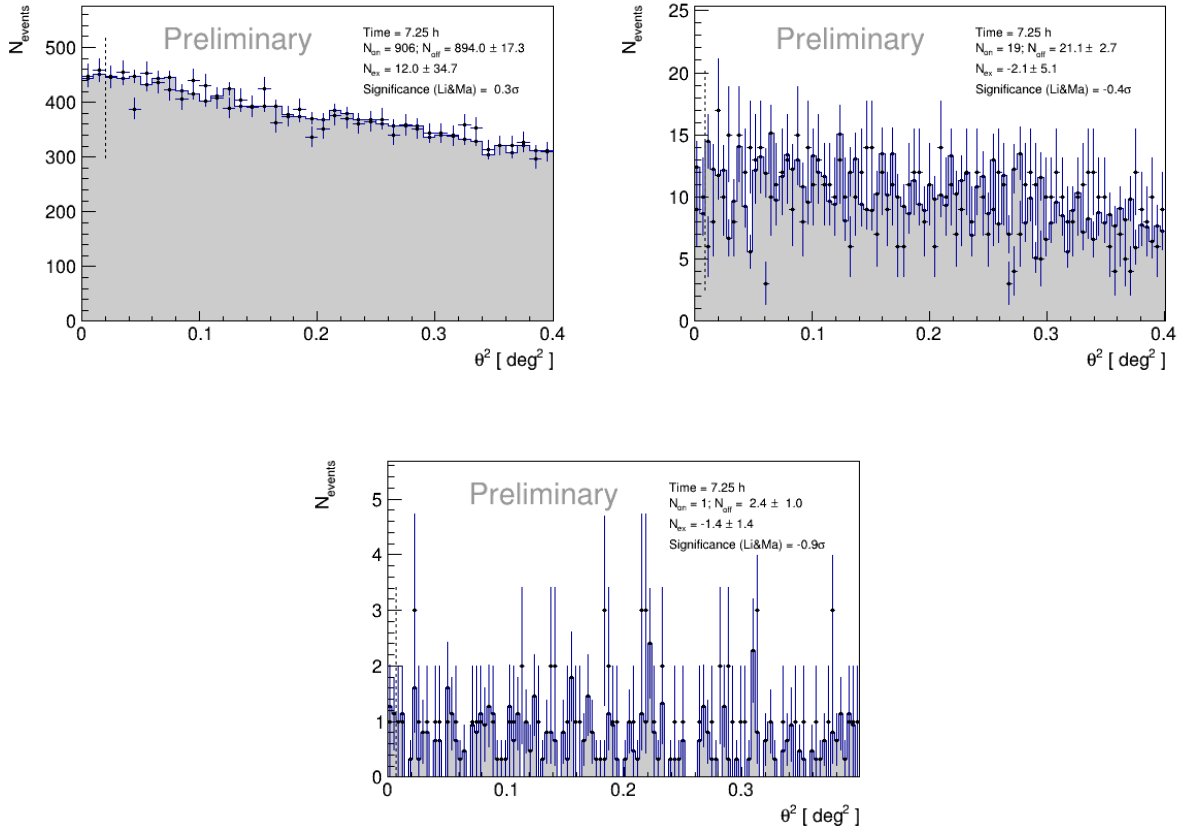 Preliminary
Time = 7.25 h
N_on = 906; N_off = 894.0 ± 17.3
N_ex = 12.0 ± 34.7
Significance (Li&Ma) = 0.3σ
N_events
500
400
300
200
100
0
0 0.1 0.2 0.3 0.4
θ² [ deg² ]
Preliminary
Time = 7.25 h
N_on = 19; N_off = 21.1 ± 2.7
N_ex = -2.1 ± 5.1
Significance (Li&Ma) = -0.4σ
N_events
25
20
15
10
5
0
0 0.1 0.2 0.3 0.4
θ² [ deg² ]
Preliminary
Time = 7.25 h
N_on = 1; N_off = 2.4 ± 1.0
N_ex = -1.4 ± 1.4
Significance (Li&Ma) = -0.9σ
N_events
5
4
3
2
1
0
0 0.1 0.2 0.3
θ² [ deg² ]